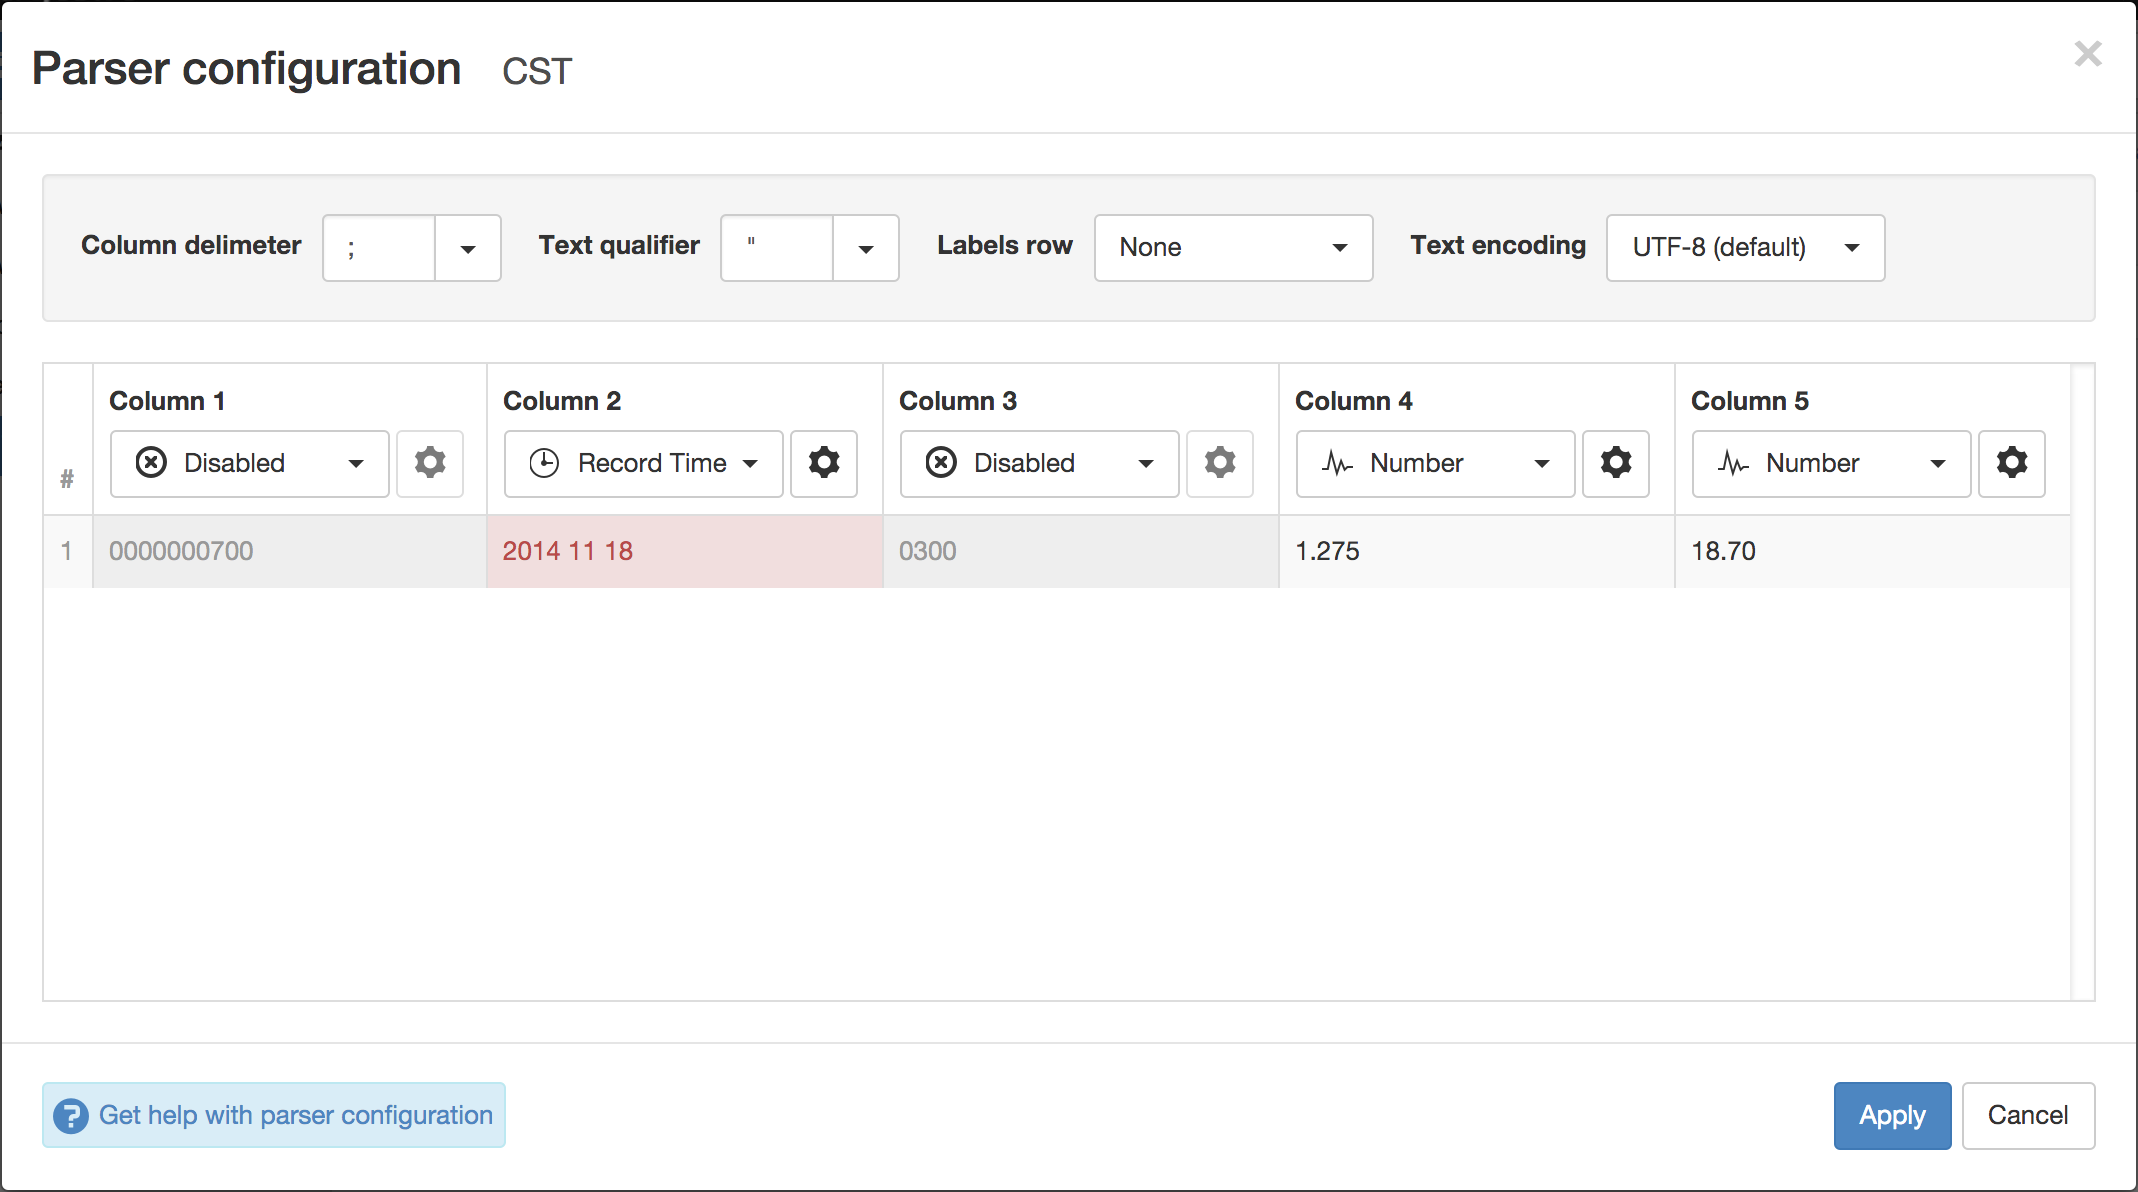 Parser configuration CST
×
Column delimeter ; Text qualifier " Labels row None Text encoding UTF-8 (default)
# Column 1 Column 2 Column 3 Column 4 Column 5
Disabled Record Time Disabled Number Number
1 0000000700 2014 11 18 0300 1.275 18.70
? Get help with parser configuration
Apply Cancel